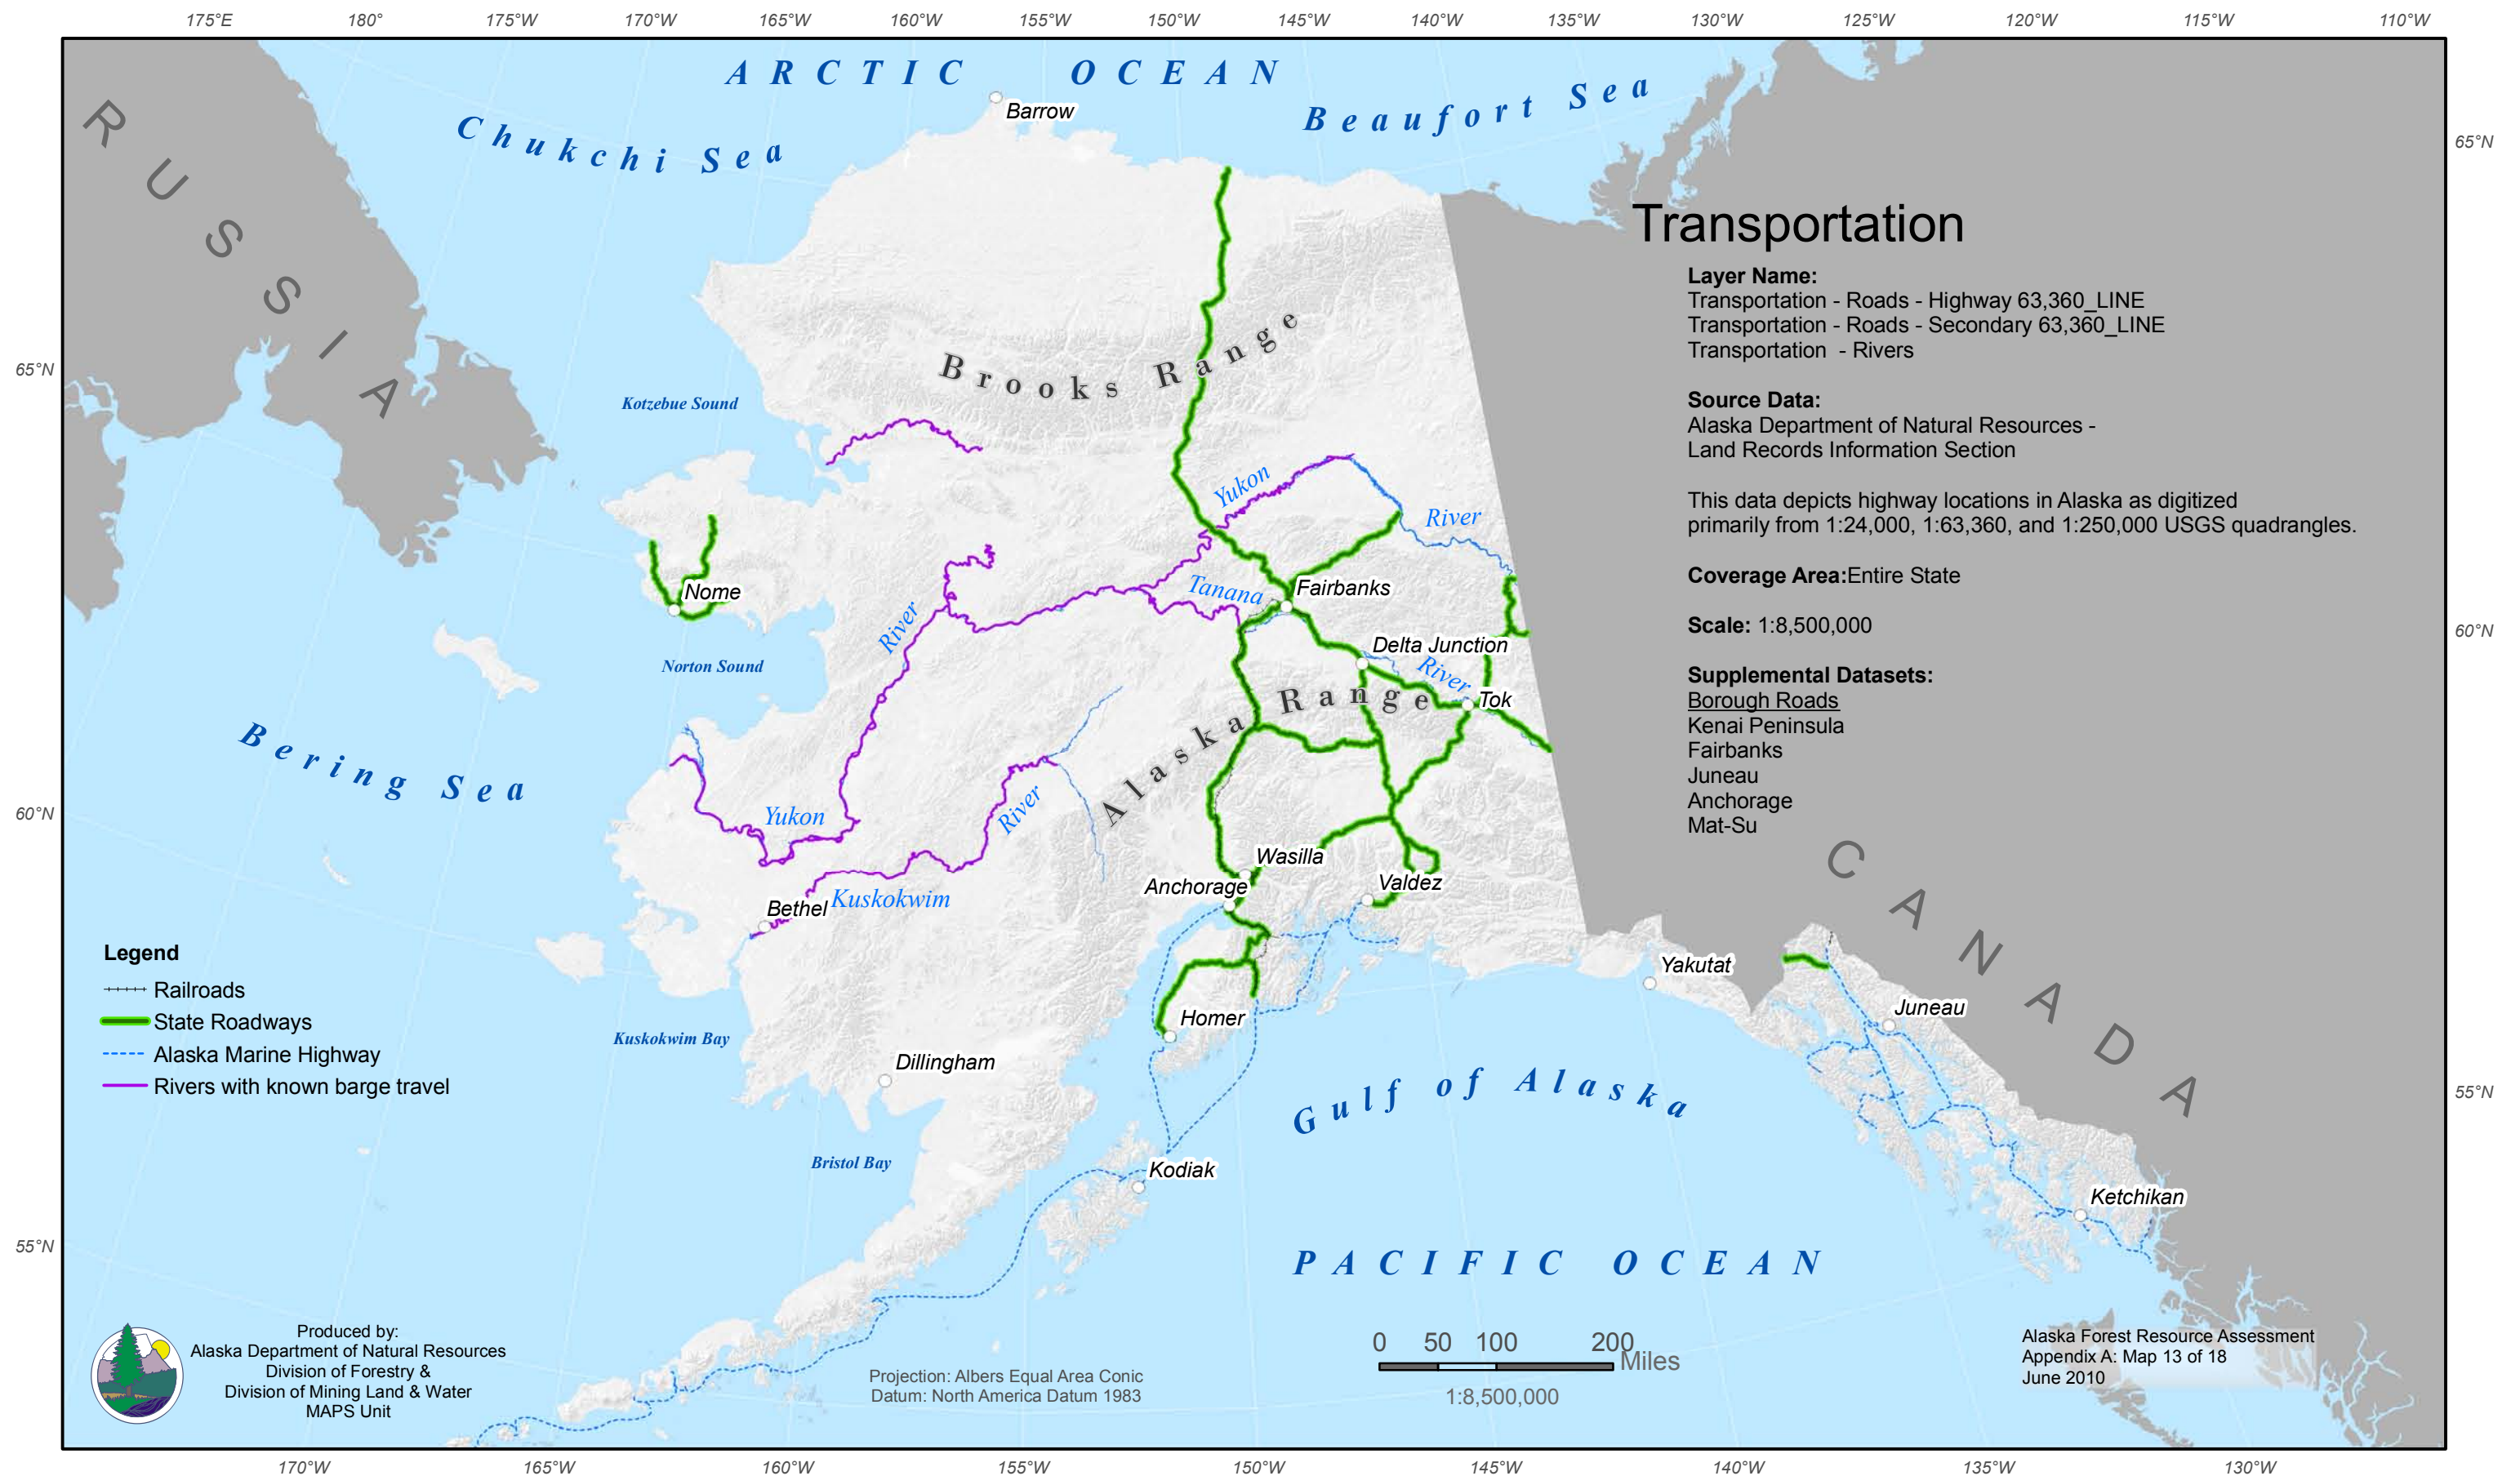 175°E 180° 175°W 170°W 165°W 160°W 155°W 150°W 145°W 140°W 135°W 130°W 125°W 120°W 115°W 110°W
ARCTIC OCEAN
Barrow
Beaufort Sea
Chukchi Sea
RUSSIA
65°N
65°N
Transportation
Layer Name:
Transportation - Roads - Highway 63,360_LINE
Transportation - Roads - Secondary 63,360_LINE
Transportation - Rivers
Source Data:
Alaska Department of Natural Resources -
Land Records Information Section
This data depicts highway locations in Alaska as digitized
primarily from 1:24,000, 1:63,360, and 1:250,000 USGS quadrangles.
Coverage Area:Entire State
Scale: 1:8,500,000
Supplemental Datasets:
Borough Roads
Kenai Peninsula
Fairbanks
Juneau
Anchorage
Mat-Su
Brooks Range
Kotzebue Sound
Yukon
River
Nome
Tanana
Fairbanks
River
60°N
Delta Junction
River
Norton Sound
Alaska Range
Tok
Bering Sea
60°N
Yukon
River
Wasilla
Anchorage
Valdez
Kuskokwim
Bethel
CANADA
Yakutat
Juneau
Legend
Railroads
State Roadways
Alaska Marine Highway
Rivers with known barge travel
Homer
Kuskokwim Bay
Dillingham
Gulf of Alaska
55°N
Bristol Bay
Kodiak
Ketchikan
55°N
PACIFIC OCEAN
Produced by:
Alaska Department of Natural Resources
Division of Forestry &
Division of Mining Land & Water
MAPS Unit
Projection: Albers Equal Area Conic
Datum: North America Datum 1983
0 50 100 200
Miles
1:8,500,000
Alaska Forest Resource Assessment
Appendix A: Map 13 of 18
June 2010
170°W 165°W 160°W 155°W 150°W 145°W 140°W 135°W 130°W